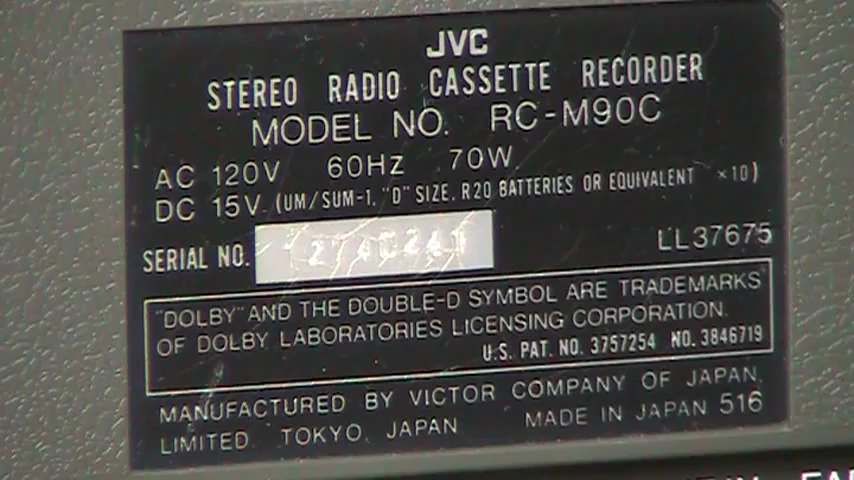 JVC
STEREO RADIO CASSETTE RECORDER
MODEL NO. RC-M90C
AC 120V 60Hz 70W
DC 15V (UM/SUM-1, "D" SIZE, R20 BATTERIES OR EQUIVALENT ×10)
SERIAL NO.
LL37675
"DOLBY" AND THE DOUBLE-D SYMBOL ARE TRADEMARKS
OF DOLBY LABORATORIES LICENSING CORPORATION.
U.S. PAT. NO. 3757254 NO. 3846719
MANUFACTURED BY VICTOR COMPANY OF JAPAN,
LIMITED TOKYO, JAPAN MADE IN JAPAN 516